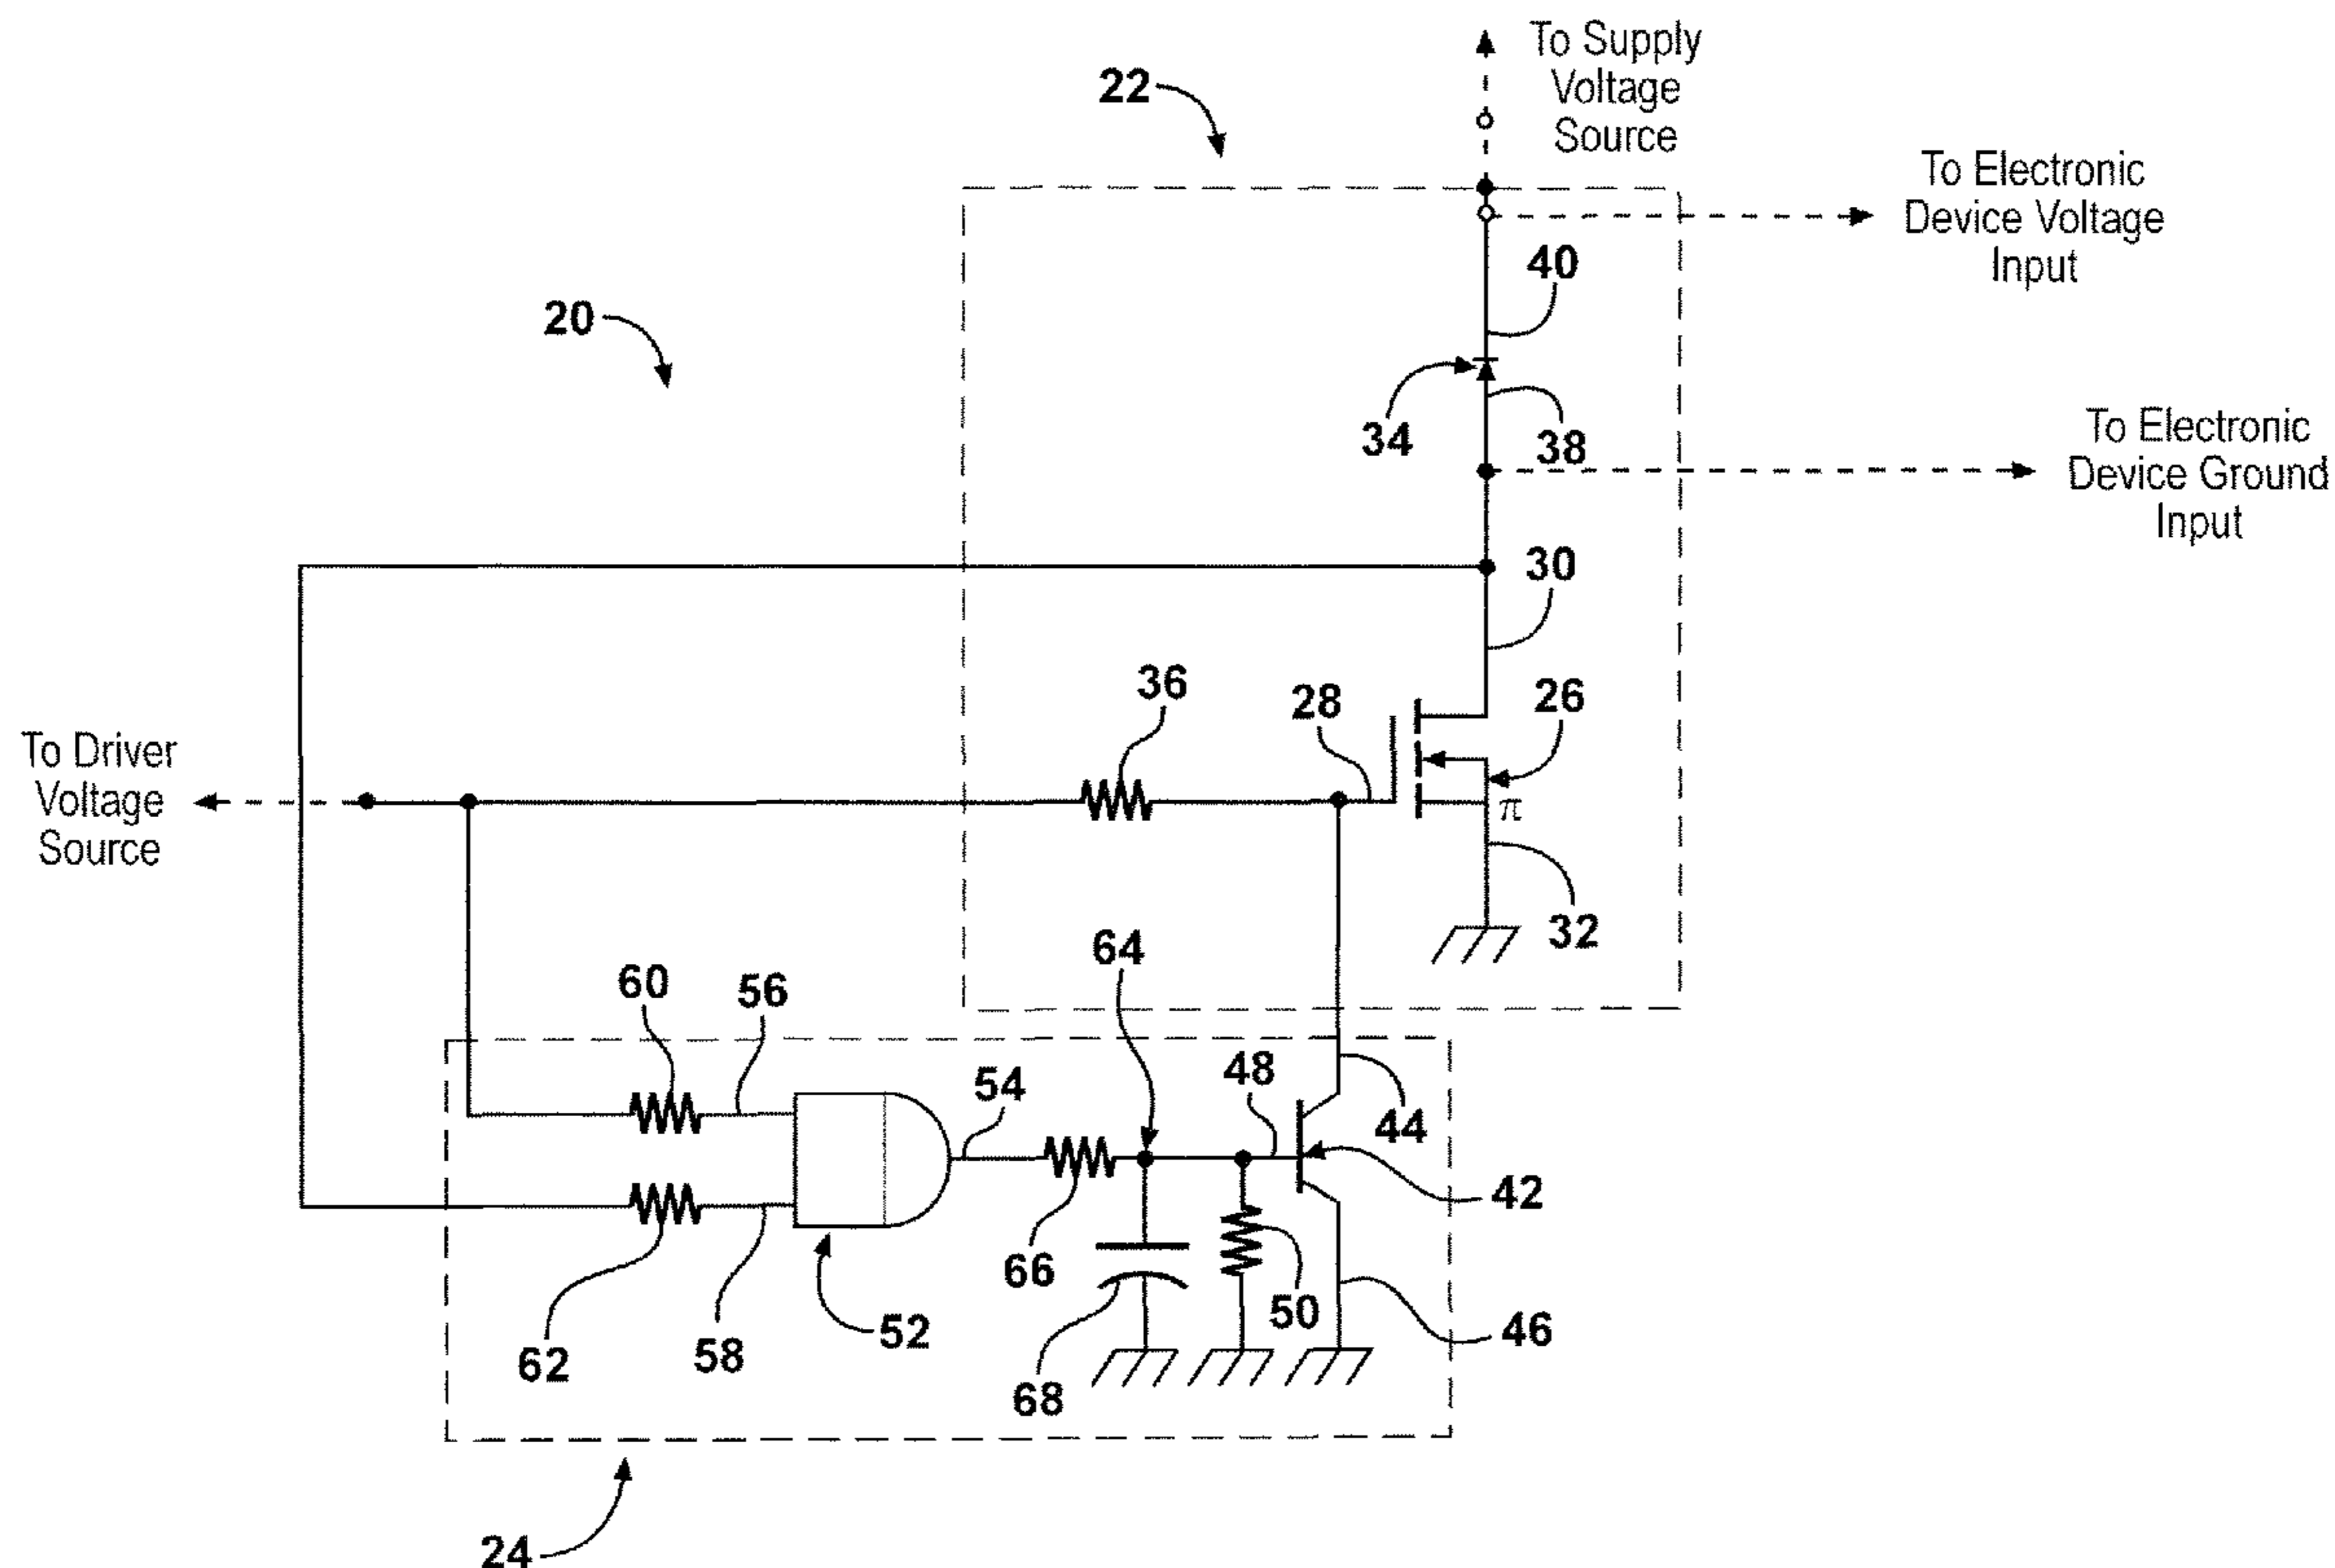 To Supply
Voltage
Source
22
To Electronic
Device Voltage
Input
40
20
34
38
To Electronic
Device Ground
Input
30
36
28
26
To Driver
Voltage
Source
π
32
64
60
56
54
48
44
42
66
50
62
58
52
68
46
24